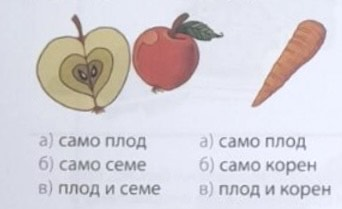 а) само плод
б) само семе
в) плод и семе
а) само плод
б) само корен
в) плод и корен